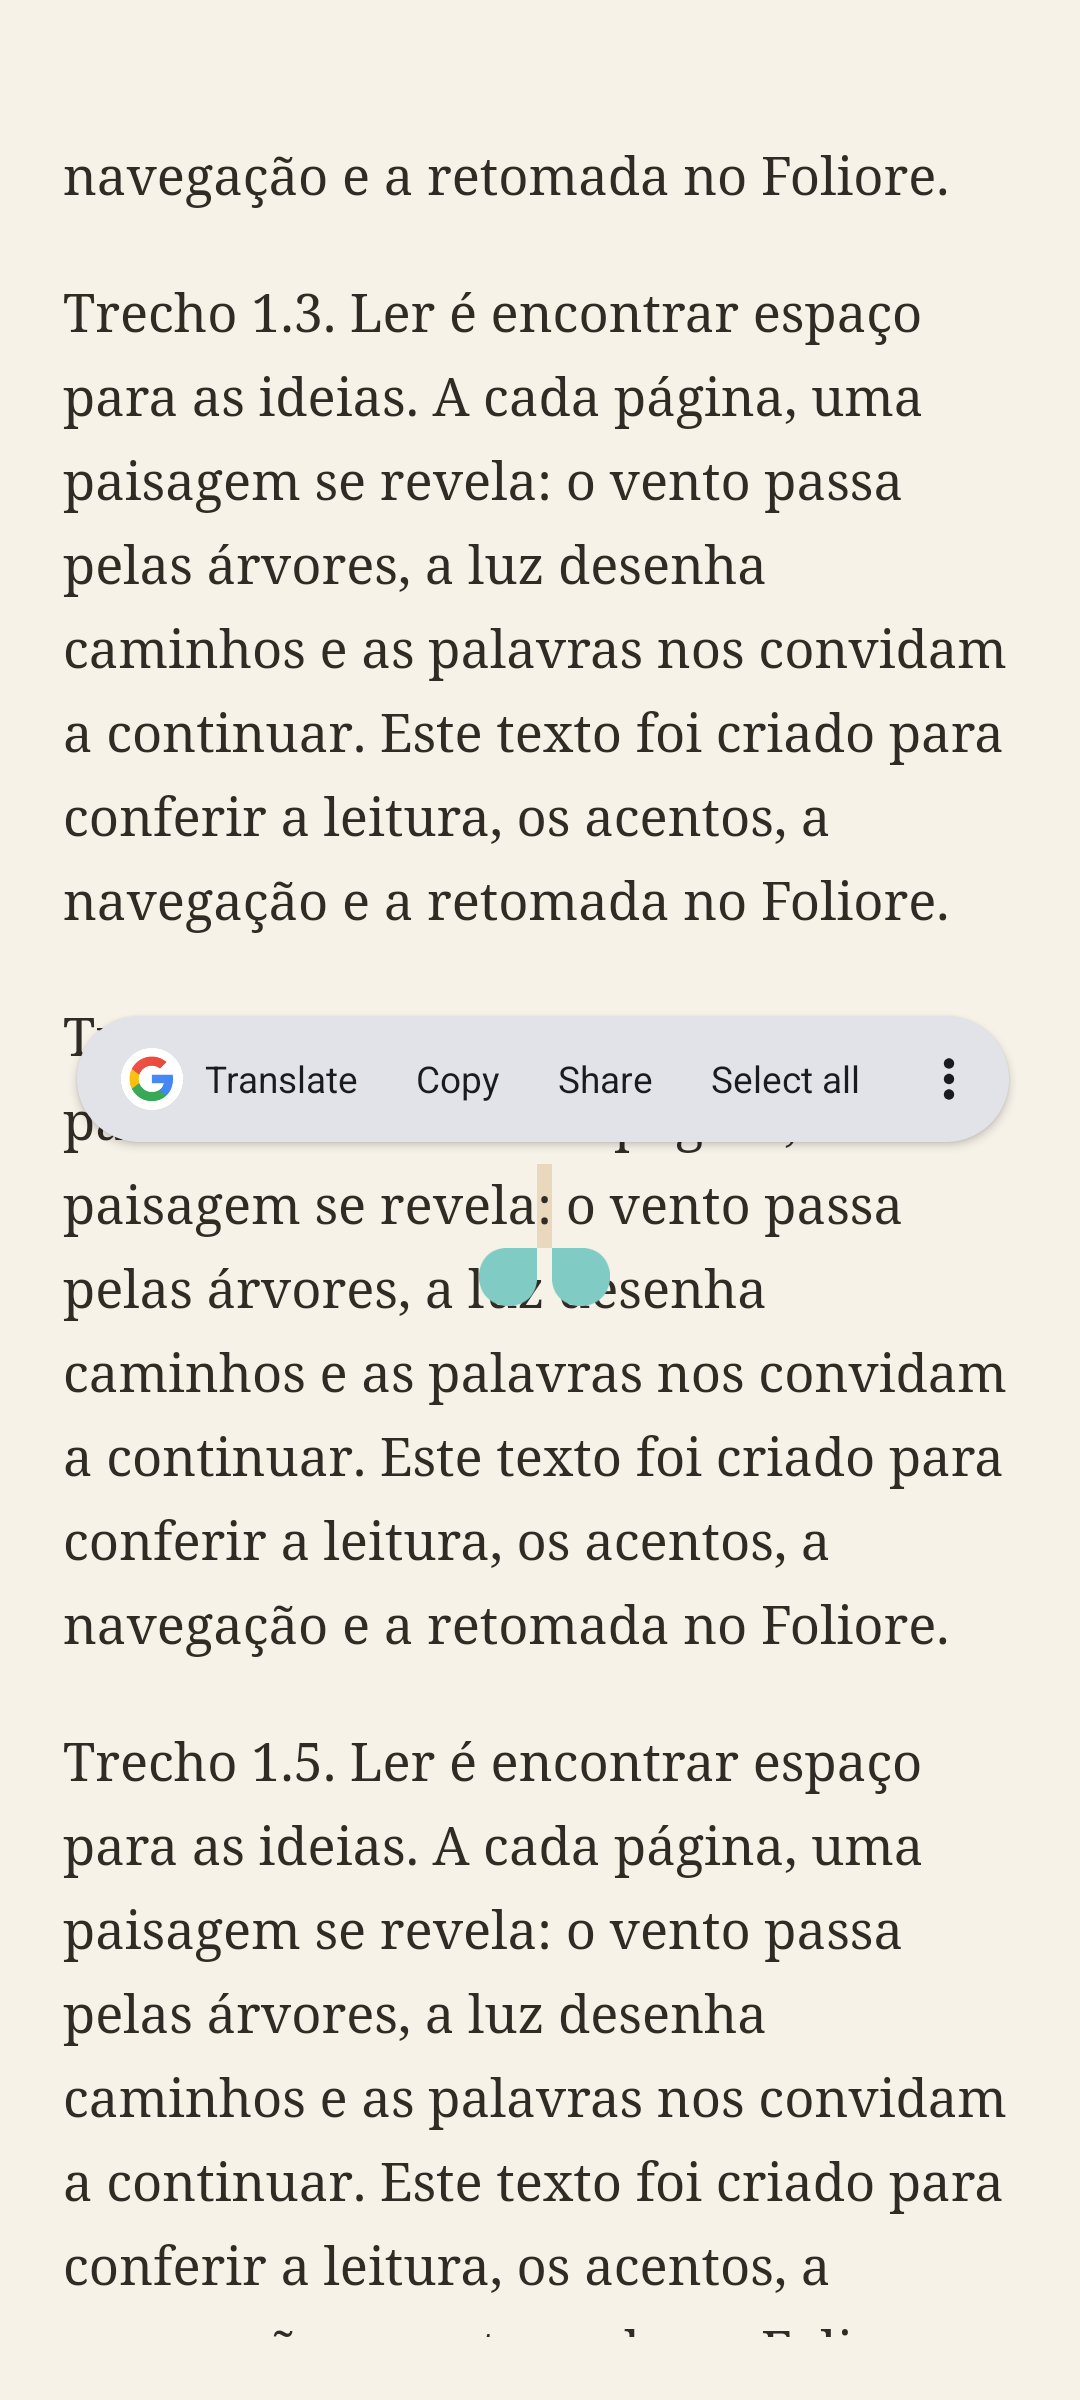 navegação e a retomada no Foliore.
Trecho 1.3. Ler é encontrar espaço
para as ideias. A cada página, uma
paisagem se revela: o vento passa
pelas árvores, a luz desenha
caminhos e as palavras nos convidam
a continuar. Este texto foi criado para
conferir a leitura, os acentos, a
navegação e a retomada no Foliore.
Translate Copy Share Select all
paisagem se revela: o vento passa
pelas árvores, a luz desenha
caminhos e as palavras nos convidam
a continuar. Este texto foi criado para
conferir a leitura, os acentos, a
navegação e a retomada no Foliore.
Trecho 1.5. Ler é encontrar espaço
para as ideias. A cada página, uma
paisagem se revela: o vento passa
pelas árvores, a luz desenha
caminhos e as palavras nos convidam
a continuar. Este texto foi criado para
conferir a leitura, os acentos, a